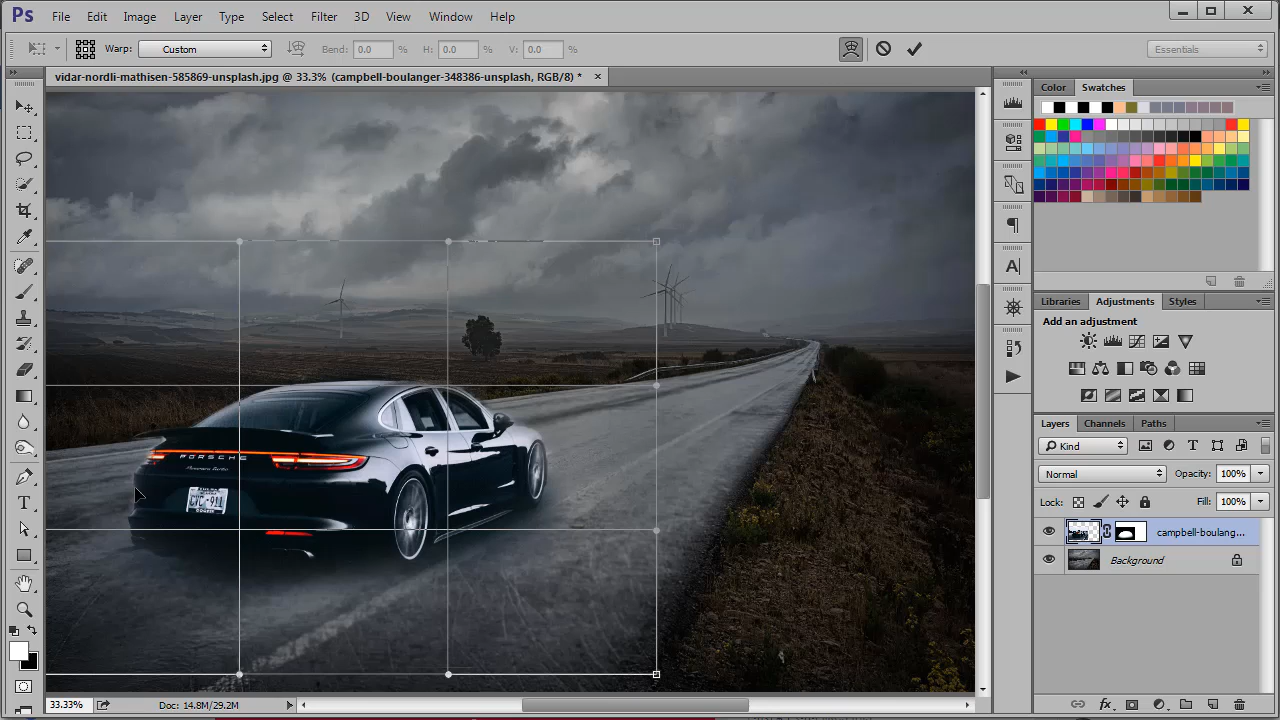 Ps File Edit Image Layer Type Select Filter 3D View Window Help
Warp: Custom Bend: 0.0 % H: 0.0 % V: 0.0 % Essentials
vidar-nordli-mathisen-585869-unsplash.jpg @ 33.3% (campbell-boulanger-348386-unsplash, RGB/8) *
Color Swatches
Libraries Adjustments Styles
Add an adjustment
Layers Channels Paths
Kind
Normal Opacity: 100%
Lock: Fill: 100%
campbell-boulang...
Background
PORSCHE
Panamera Turbo
33.33% Doc: 14.8M/29.2M